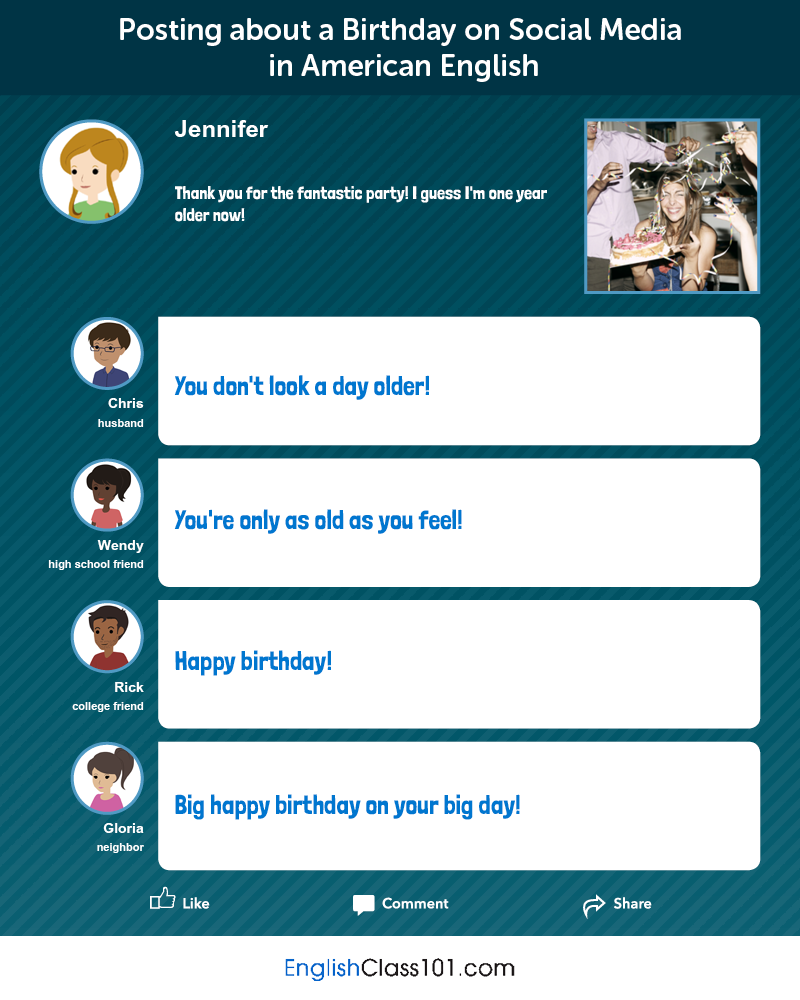 Posting about a Birthday on Social Media
in American English
Jennifer
Thank you for the fantastic party! I guess I'm one year
older now!
Chris
husband
You don't look a day older!
Wendy
high school friend
You're only as old as you feel!
Rick
college friend
Happy birthday!
Gloria
neighbor
Big happy birthday on your big day!
Like
Comment
Share
EnglishClass101.com